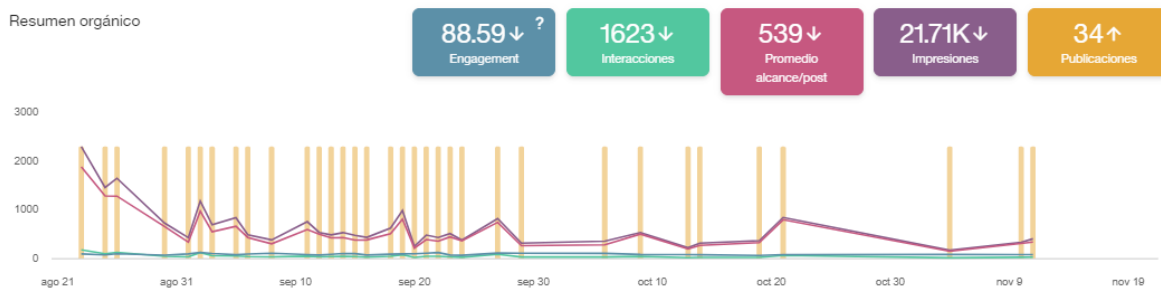 Resumen orgánico
88.59↓ ?
Engagement
1623↓
Interacciones
539↓
Promedio
alcance/post
21.71K↓
Impresiones
34↑
Publicaciones
3000
2000
1000
0
ago 21 ago 31 sep 10 sep 20 sep 30 oct 10 oct 20 oct 30 nov 9 nov 19